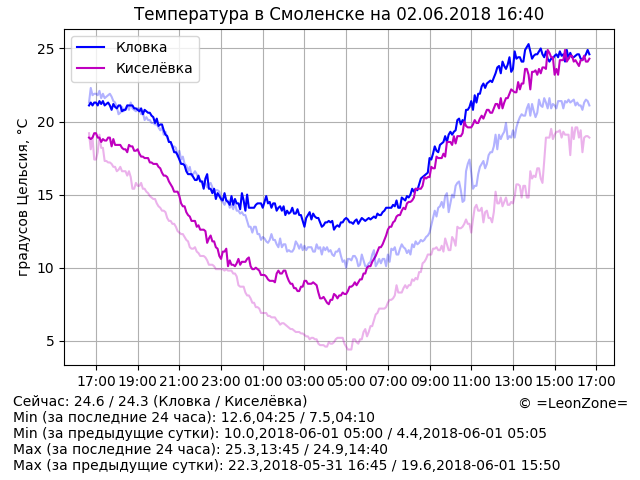 Температура в Смоленске на 02.06.2018 16:40
Кловка
Киселёвка
градусов Цельсия, °C
25
20
15
10
5
17:00 19:00 21:00 23:00 01:00 03:00 05:00 07:00 09:00 11:00 13:00 15:00 17:00
Сейчас: 24.6 / 24.3 (Кловка / Киселёвка)
© =LeonZone=
Min (за последние 24 часа): 12.6,04:25 / 7.5,04:10
Min (за предыдущие сутки): 10.0,2018-06-01 05:00 / 4.4,2018-06-01 05:05
Max (за последние 24 часа): 25.3,13:45 / 24.9,14:40
Max (за предыдущие сутки): 22.3,2018-05-31 16:45 / 19.6,2018-06-01 15:50